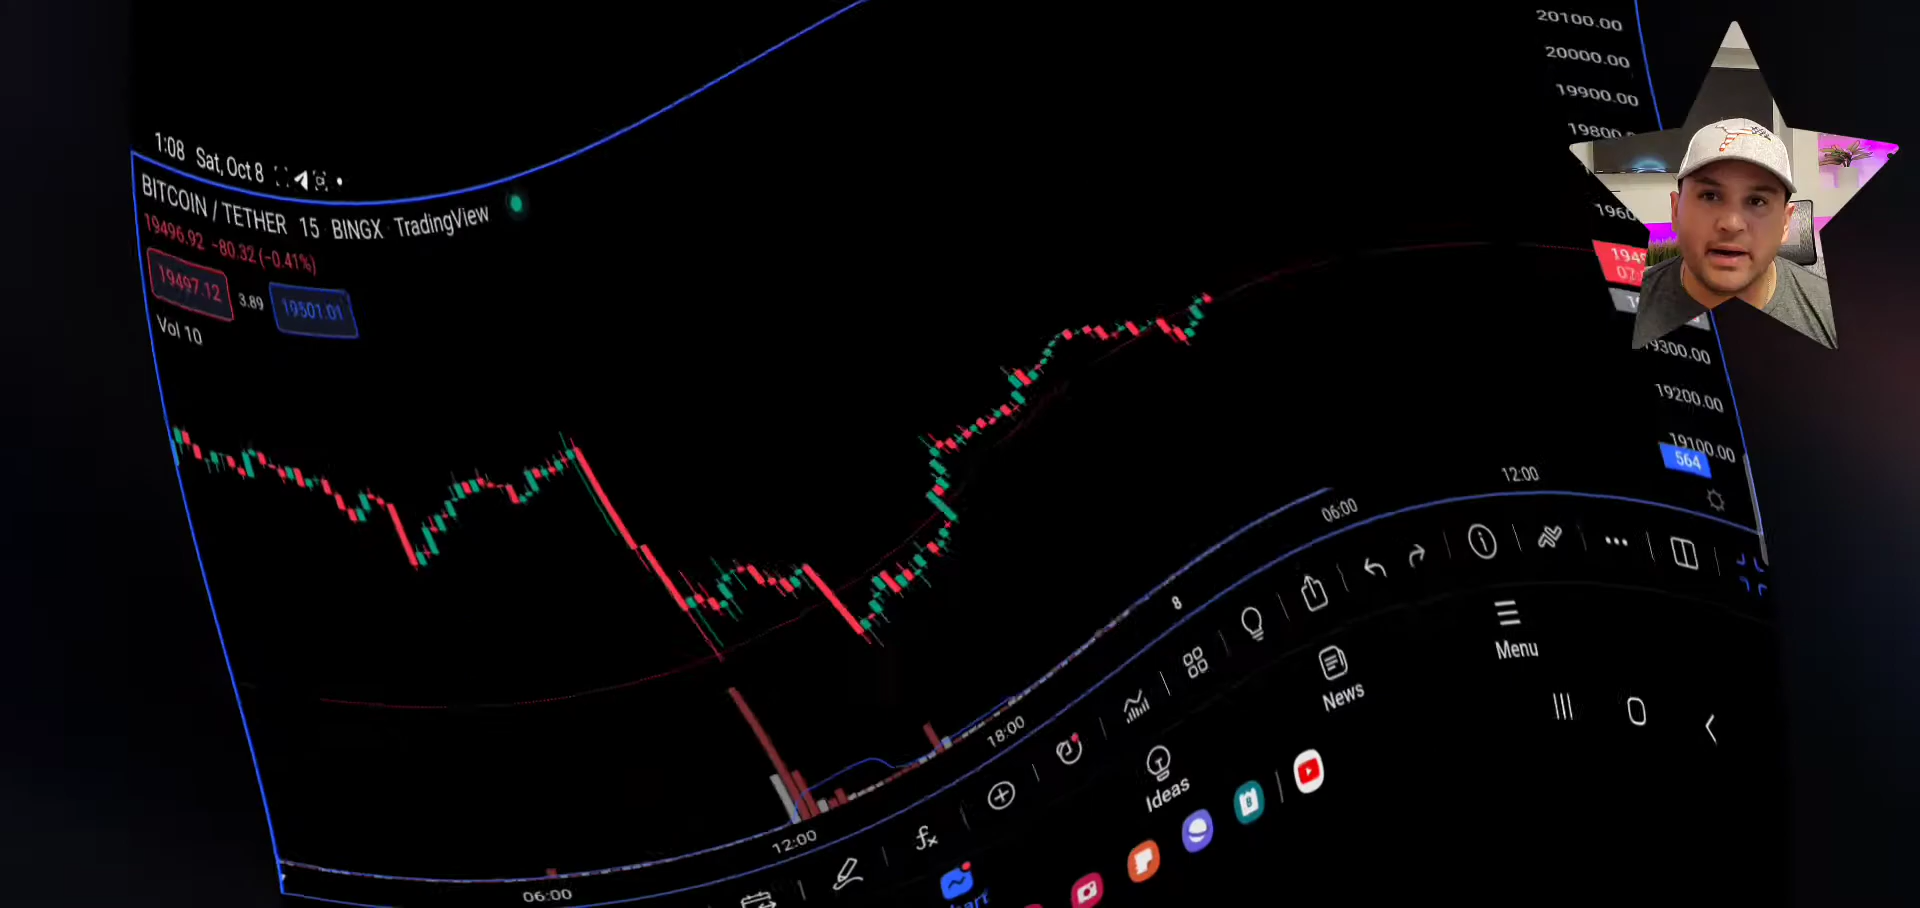 1:08 Sat, Oct 8
BITCOIN / TETHER 15 BINGX TradingView
19496.92 -80.32 (-0.41%)
19497.12 3.89 19501.01
Vol 10
20100.00
20000.00
19900.00
19800
19300.00
19200.00
19100.00
564
06:00
12:00
18:00
8
06:00
12:00
Ideas
News
Menu